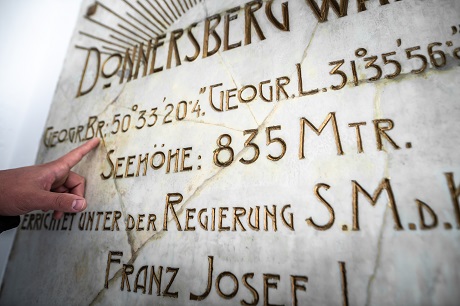 DONNERSBERG WAR
GEOGR.BR: 50°33'20·4". GEOGR.L. 31°35'56
SEEHÖHE: 835 MTR.
ERRICHTET UNTER DER REGIERUNG S.M.D.K
FRANZ JOSEF I